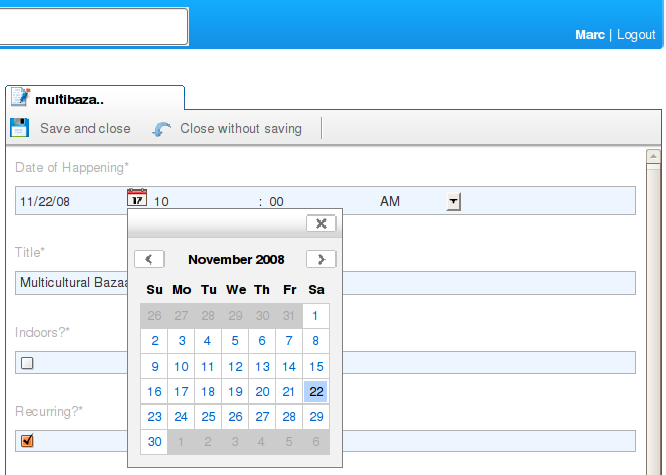 Marc | Logout
multibaza..
Save and close Close without saving
Date of Happening*
11/22/08 17 10 : 00 AM
November 2008
Title*
Multicultural Bazaa
Su Mo Tu We Th Fr Sa
26 27 28 29 30 31 1
2 3 4 5 6 7 8
Indoors?*
9 10 11 12 13 14 15
16 17 18 19 20 21 22
Recurring?*
23 24 25 26 27 28 29
30 1 2 3 4 5 6